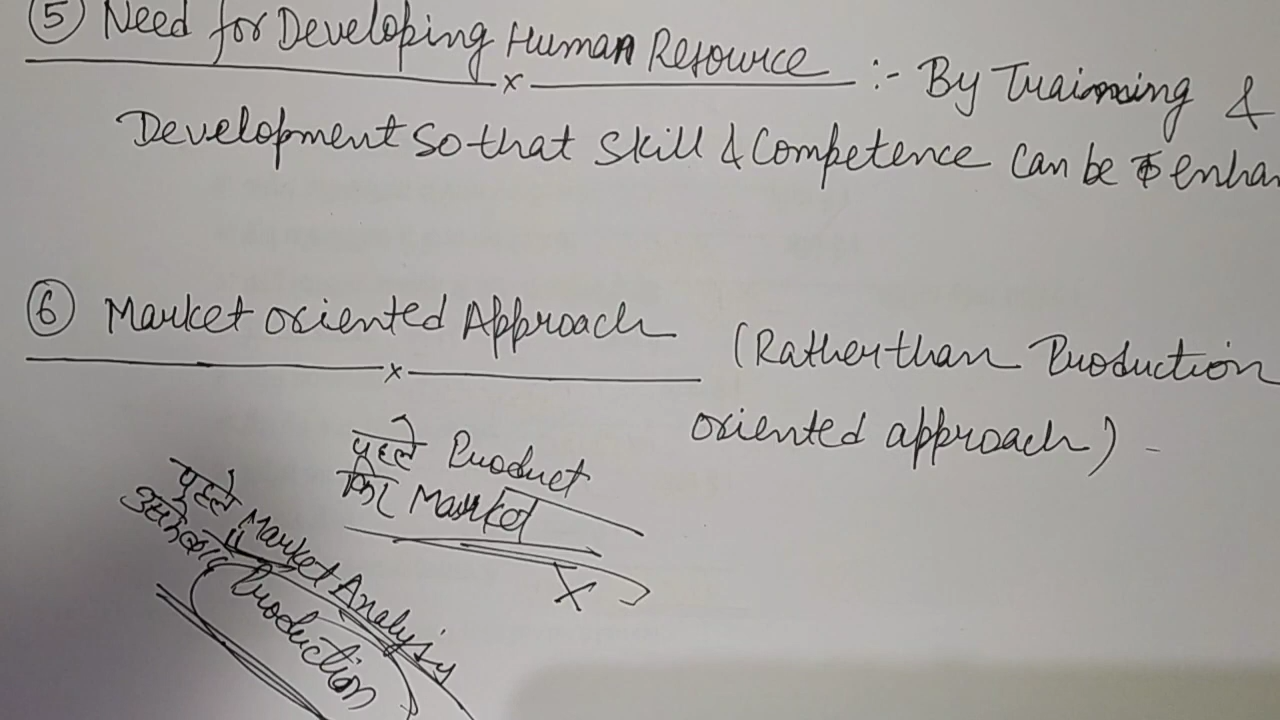 ⑤ Need for Developing Human Resource :- By Training &
Development so that skill & Competence can be enhan
⑥ Market oriented Approach (Rather than Production
oriented approach) -
पहले Product
फिर Market
पहले Market Analysis
उसके बाद Production